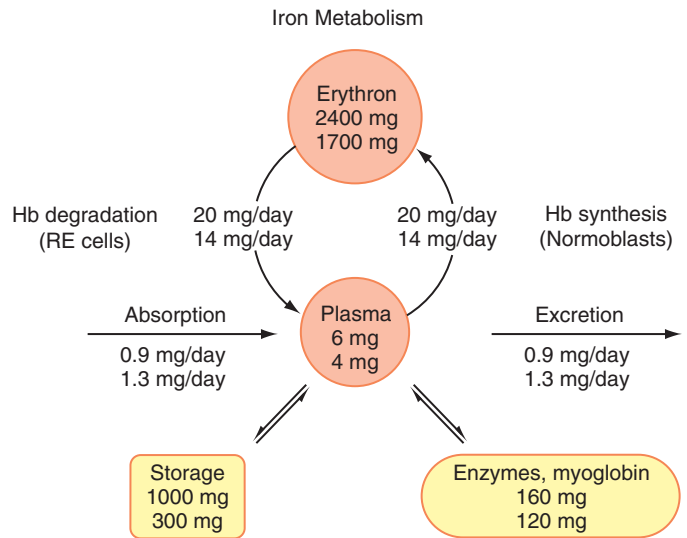 Iron Metabolism
Erythron
2400 mg
1700 mg
Hb degradation
(RE cells)
20 mg/day
14 mg/day
20 mg/day
14 mg/day
Hb synthesis
(Normoblasts)
Absorption
0.9 mg/day
1.3 mg/day
Plasma
6 mg
4 mg
Excretion
0.9 mg/day
1.3 mg/day
Storage
1000 mg
300 mg
Enzymes, myoglobin
160 mg
120 mg